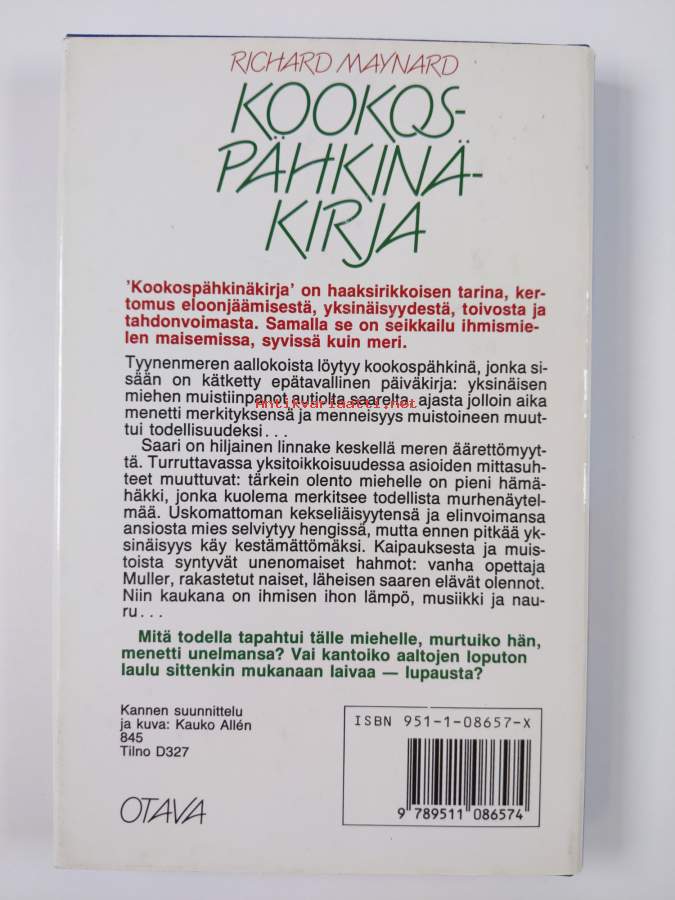 RICHARD MAYNARD
KOOKOS-
PÄHKINÄ-
KIRJA
'Kookospähkinäkirja' on haaksirikkoisen tarina, ker-
tomus eloonjäämisestä, yksinäisyydestä, toivosta ja
tahdonvoimasta. Samalla se on seikkailu ihmismie-
len maisemissa, syvissä kuin meri.
Tyynenmeren aallokoista löytyy kookospähkinä, jonka si-
sään on kätketty epätavallinen päiväkirja: yksinäisen
miehen muistiinpanot autiolta saarelta, ajasta jolloin aika
Antikvariaatti.net
menetti merkityksensä ja menneisyys muistoineen muut-
tui todellisuudeksi...
Saari on hiljainen linnake keskellä meren äärettömyyt-
tä. Turruttavassa yksitoikkoisuudessa asioiden mittasuh-
teet muuttuvat: tärkein olento miehelle on pieni hämä-
häkki, jonka kuolema merkitsee todellista murhenäytel-
mää. Uskomattoman kekseliäisyytensä ja elinvoimansa
ansiosta mies selviytyy hengissä, mutta ennen pitkää yk-
sinäisyys käy kestämättömäksi. Kaipauksesta ja muis-
toista syntyvät unenomaiset hahmot: vanha opettaja
Muller, rakastetut naiset, läheisen saaren elävät olennot.
Niin kaukana on ihmisen ihon lämpö, musiikki ja nau-
ru...
Mitä todella tapahtui tälle miehelle, murtuiko hän,
menetti unelmansa? Vai kantoiko aaltojen loputon
laulu sittenkin mukanaan laivaa — lupausta?
Kannen suunnittelu
ja kuva: Kauko Allén
845
Tilno D327
OTAVA
ISBN 951-1-08657-X
9 789511 086574